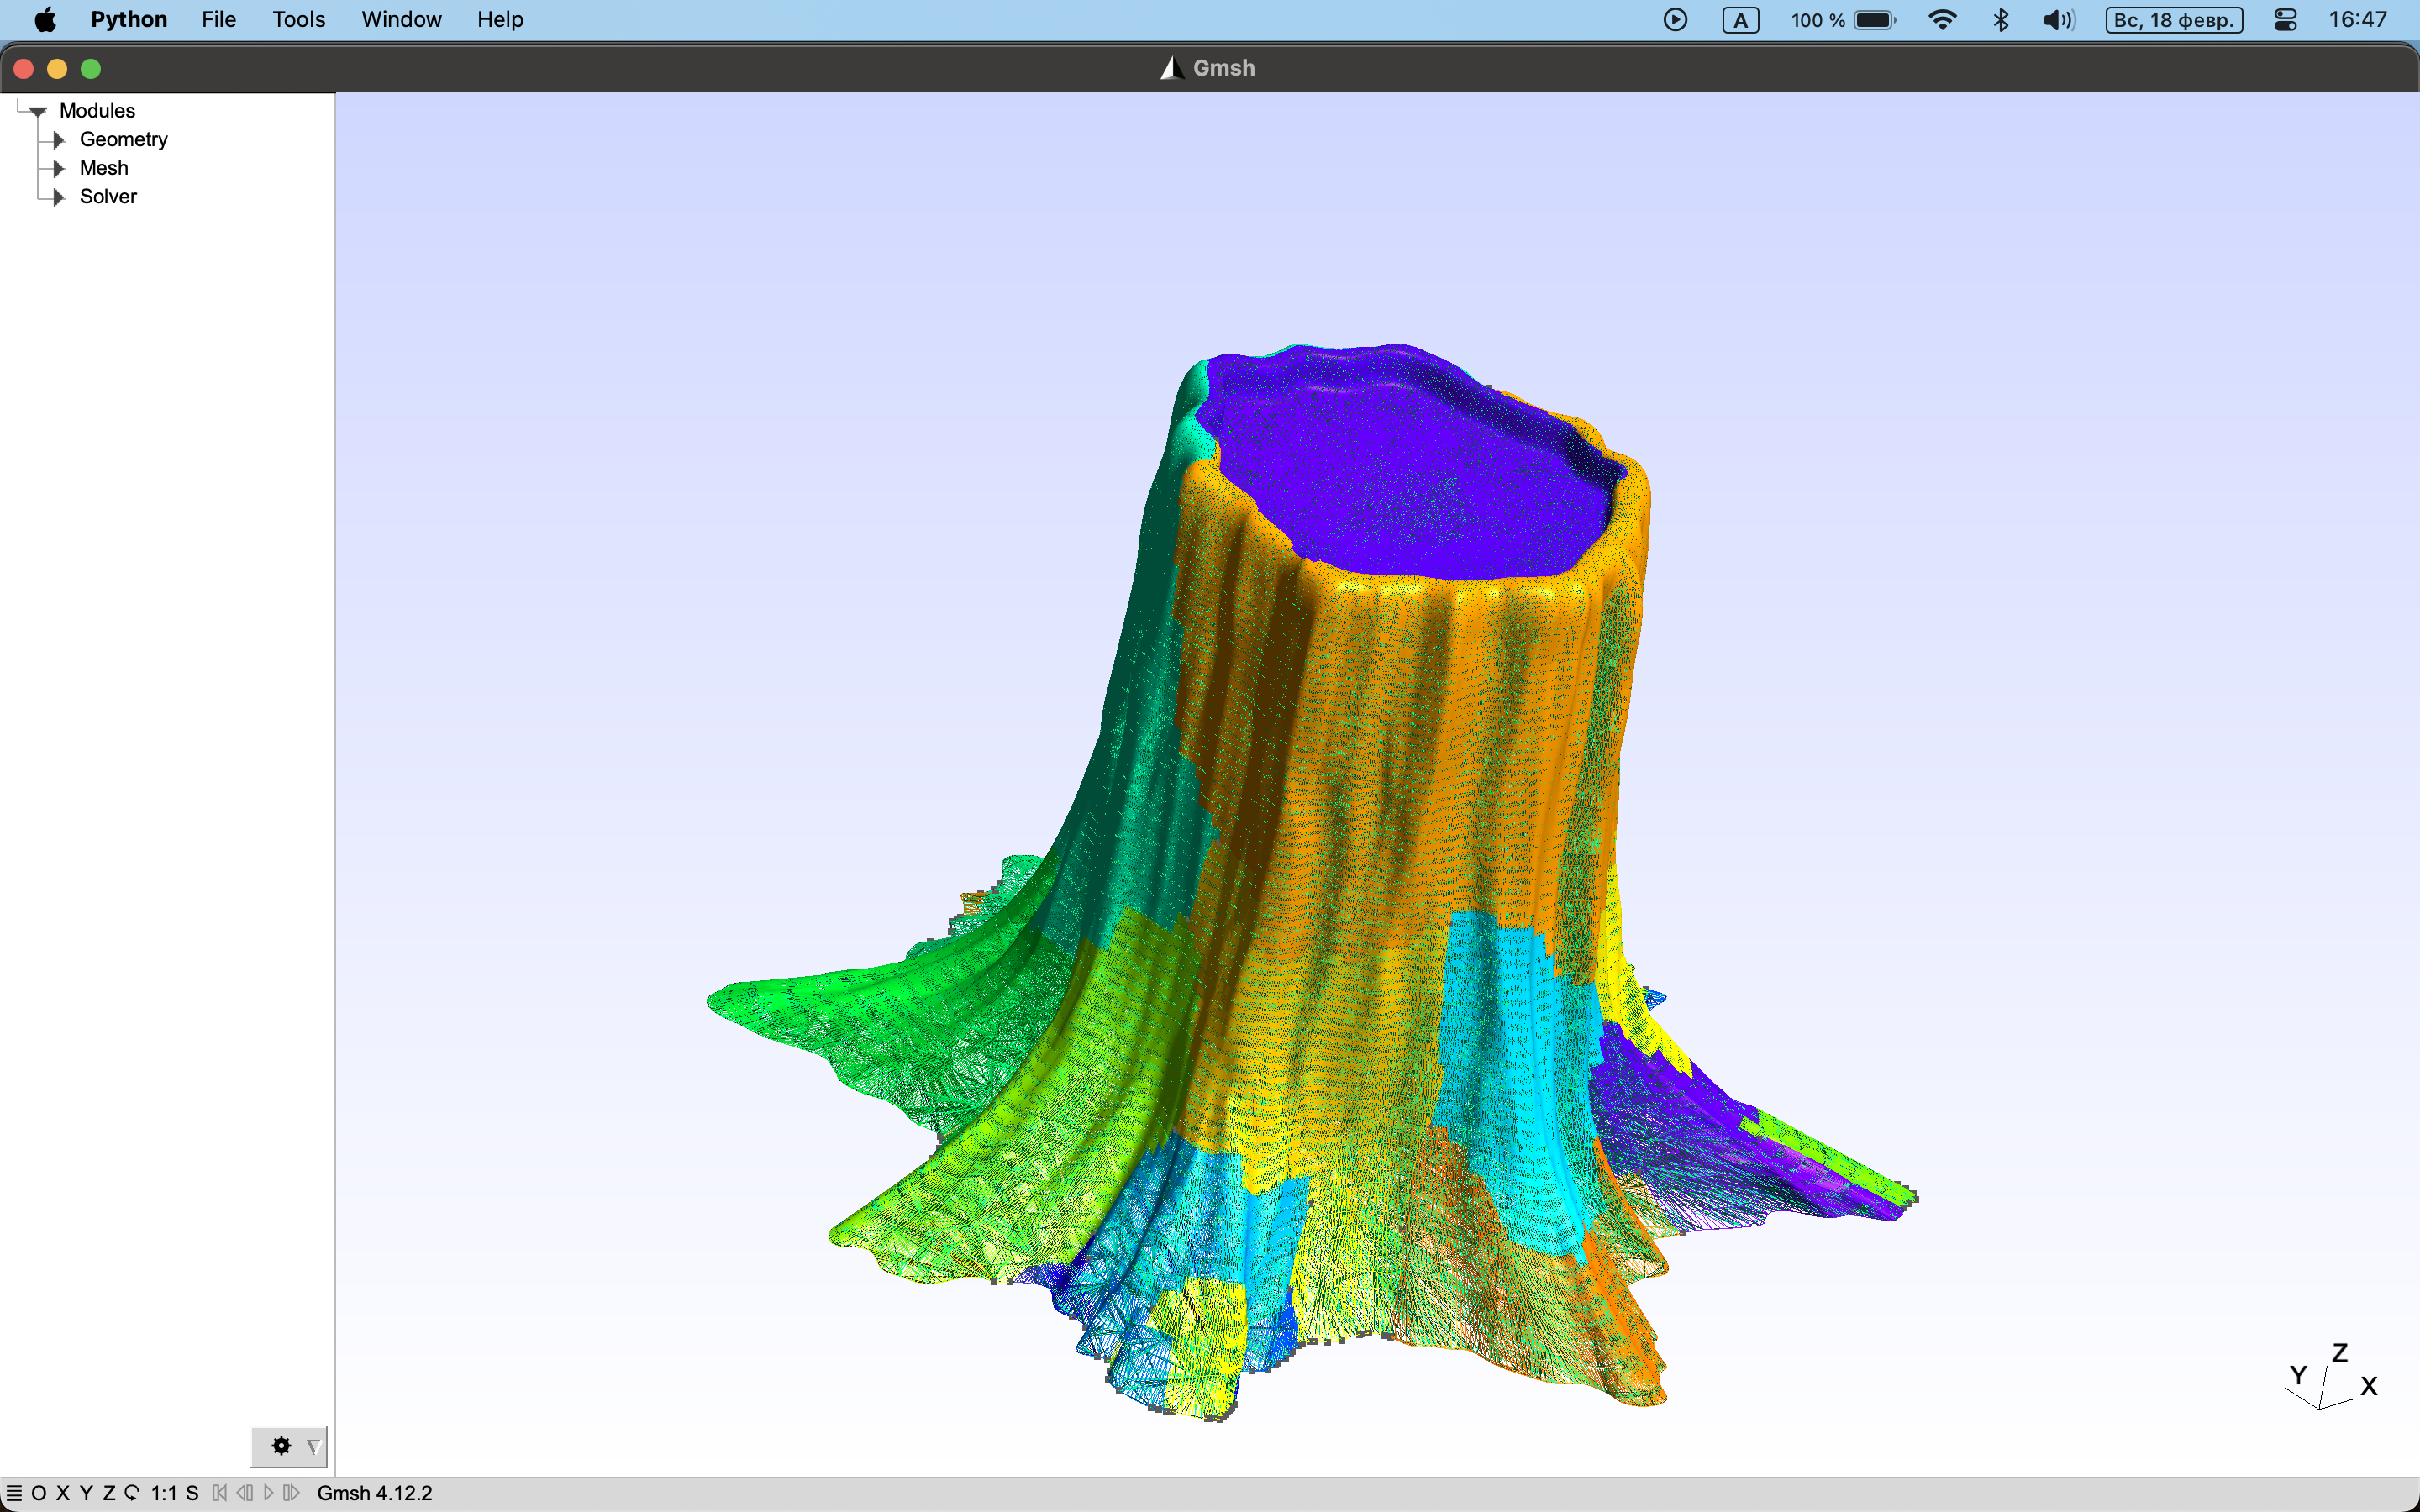 Python File Tools Window Help A 100 % Вс, 18 февр. 16:47
Gmsh
Modules
Geometry
Mesh
Solver
Z
Y
X
O X Y Z 1:1 S Gmsh 4.12.2